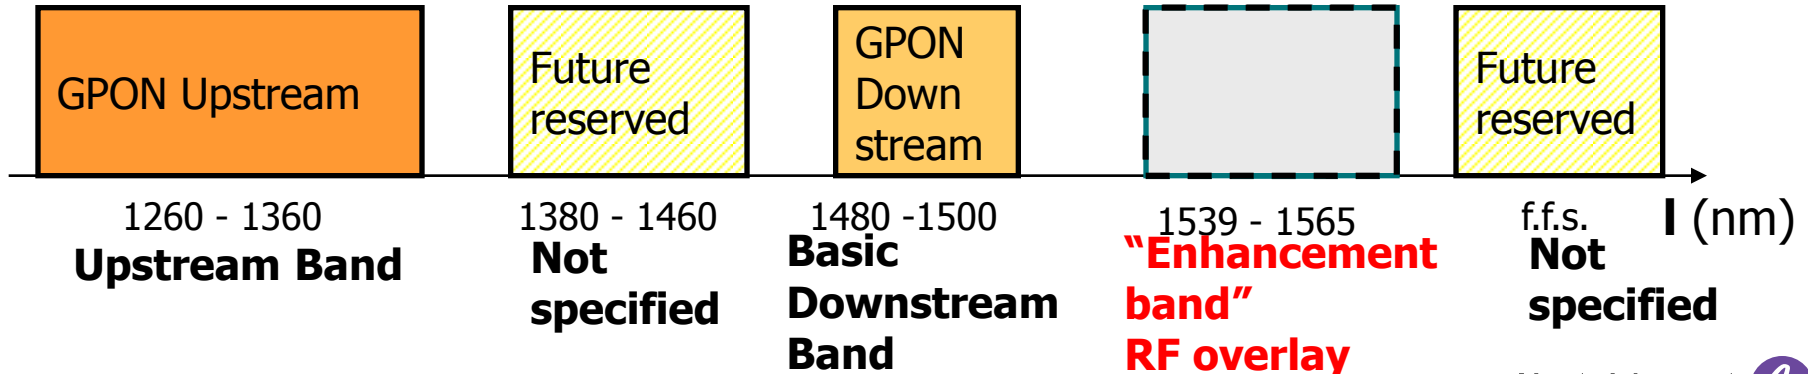 GPON Upstream
Future
reserved
GPON
Down
stream
Future
reserved
1260 - 1360
Upstream Band
1380 - 1460
Not
specified
1480 -1500
Basic
Downstream
Band
1539 - 1565
“Enhancement
band”
RF overlay
f.f.s.
Not
specified
l (nm)